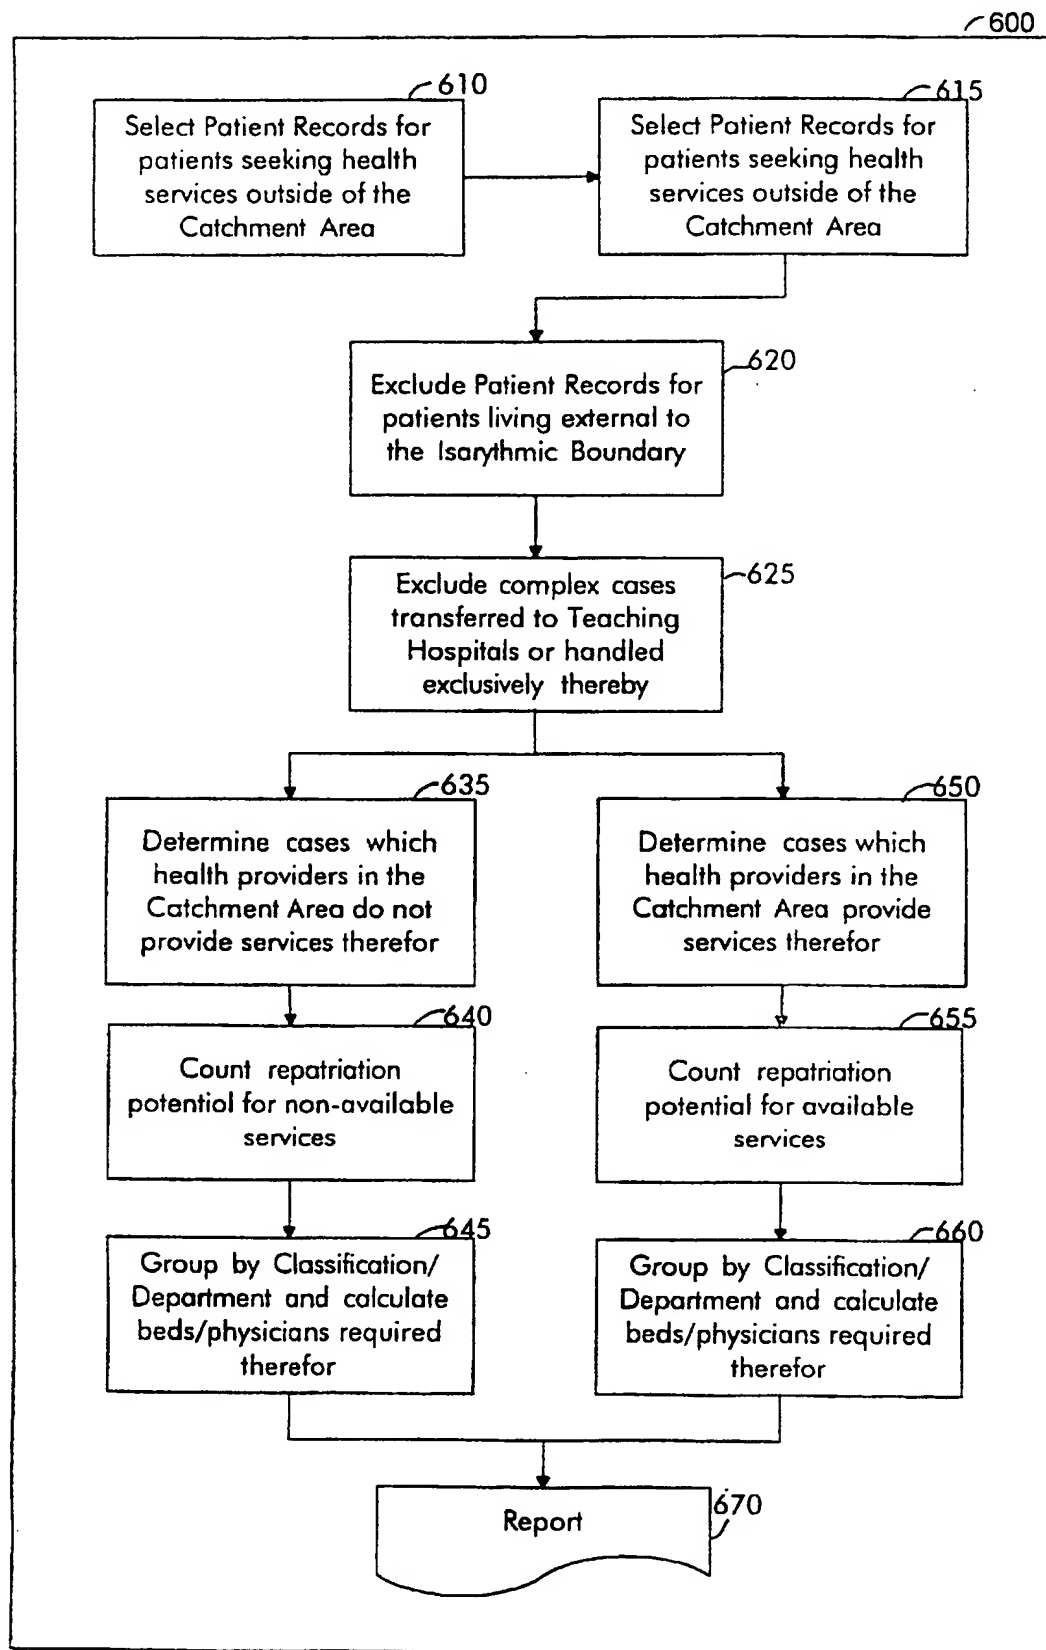 600
610
Select Patient Records for
patients seeking health
services outside of the
Catchment Area
615
Select Patient Records for
patients seeking health
services outside of the
Catchment Area
620
Exclude Patient Records for
patients living external to
the Isarythmic Boundary
625
Exclude complex cases
transferred to Teaching
Hospitals or handled
exclusively thereby
635
Determine cases which
health providers in the
Catchment Area do not
provide services therefor
650
Determine cases which
health providers in the
Catchment Area provide
services therefor
640
Count repatriation
potential for non-available
services
655
Count repatriation
potential for available
services
645
Group by Classification/
Department and calculate
beds/physicians required
therefor
660
Group by Classification/
Department and calculate
beds/physicians required
therefor
Report
670